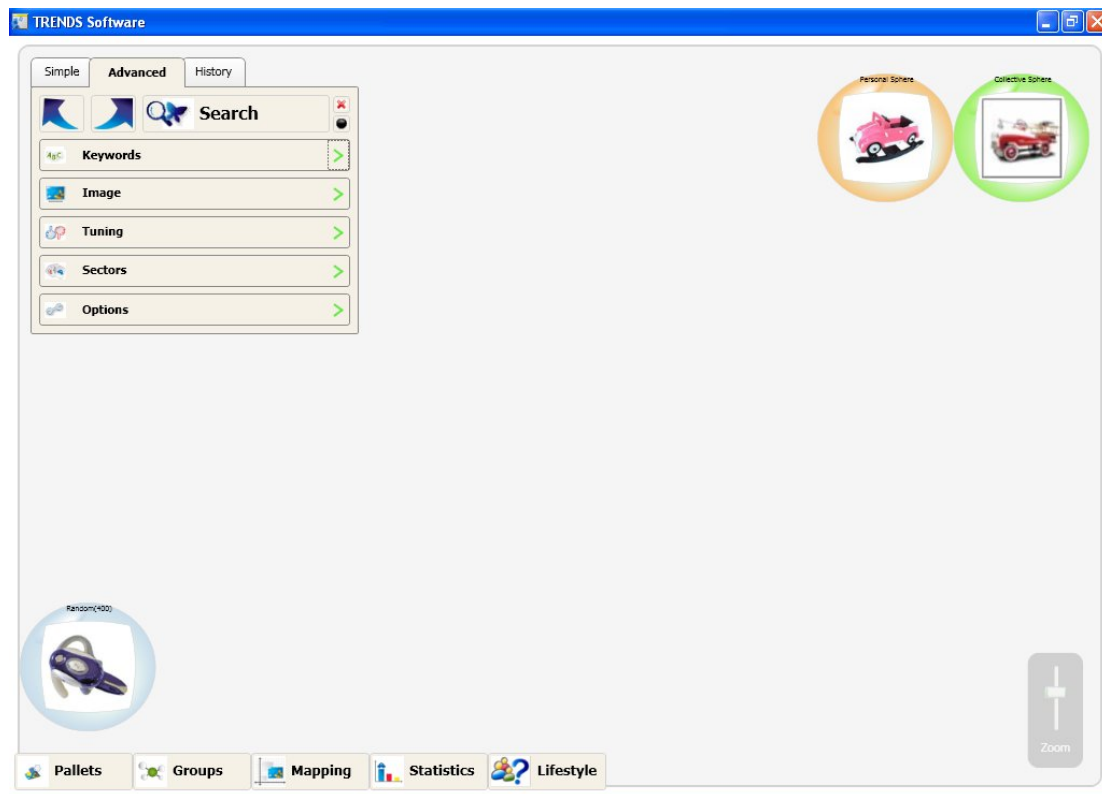 TRENDS Software
Simple Advanced History
Search
ABC Keywords
Image
Tuning
Sectors
Options
Personal Sphere
Collective Sphere
Random(400)
Zoom
Pallets Groups Mapping Statistics Lifestyle